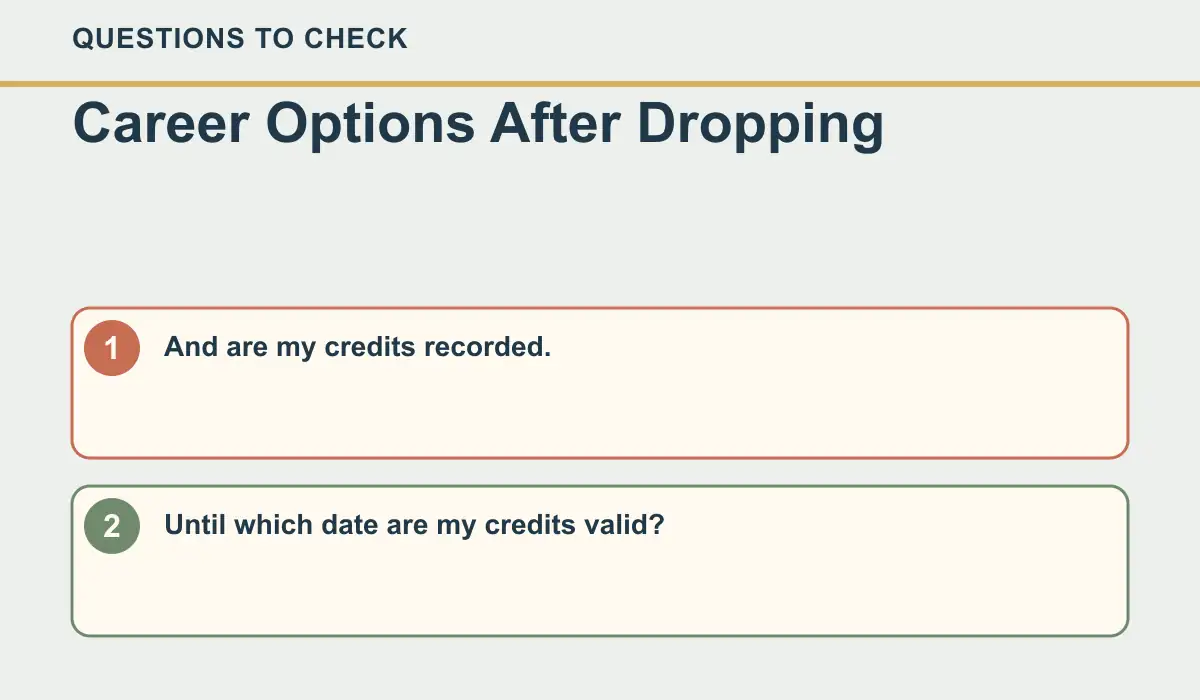 QUESTIONS TO CHECK
Career Options After Dropping
1 And are my credits recorded.
2 Until which date are my credits valid?